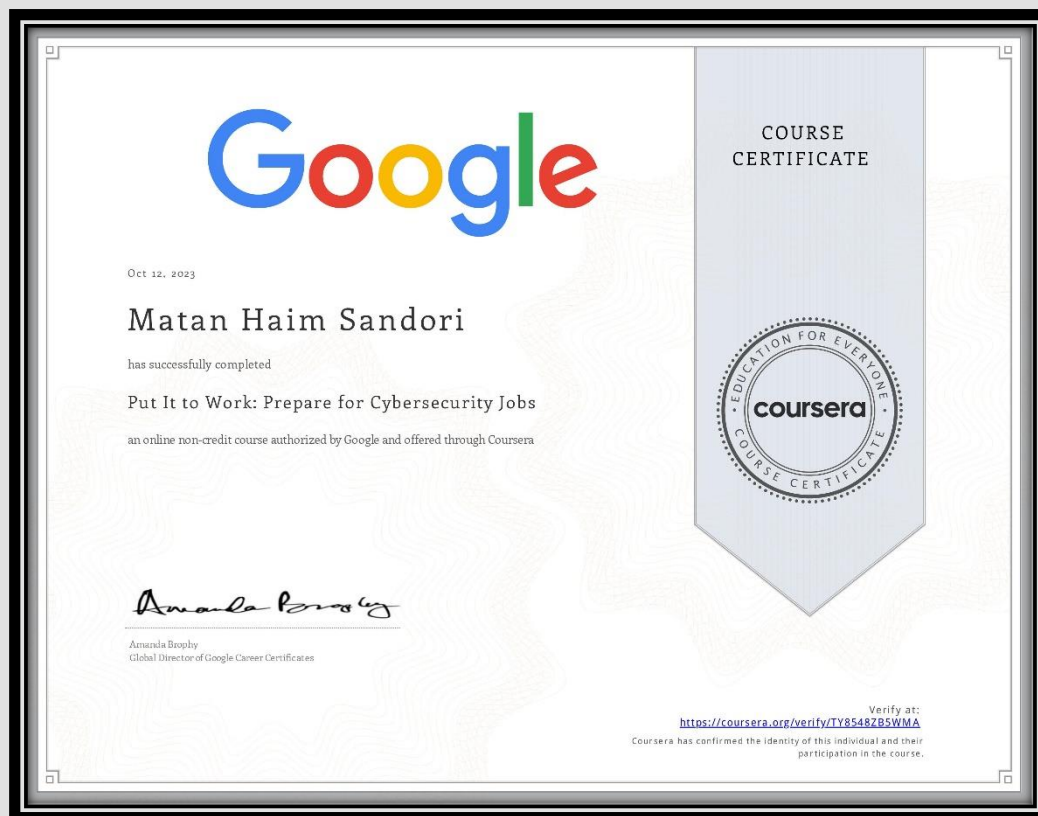 Google
COURSE
CERTIFICATE
Oct 12, 2023
Matan Haim Sandori
has successfully completed
Put It to Work: Prepare for Cybersecurity Jobs
an online non-credit course authorized by Google and offered through Coursera
EDUCATION FOR EVERYONE
coursera
COURSE CERTIFICATE
Amanda Brophy
Amanda Brophy
Global Director of Google Career Certificates
Verify at:
https://coursera.org/verify/TY8548ZB5WMA
Coursera has confirmed the identity of this individual and their
participation in the course.